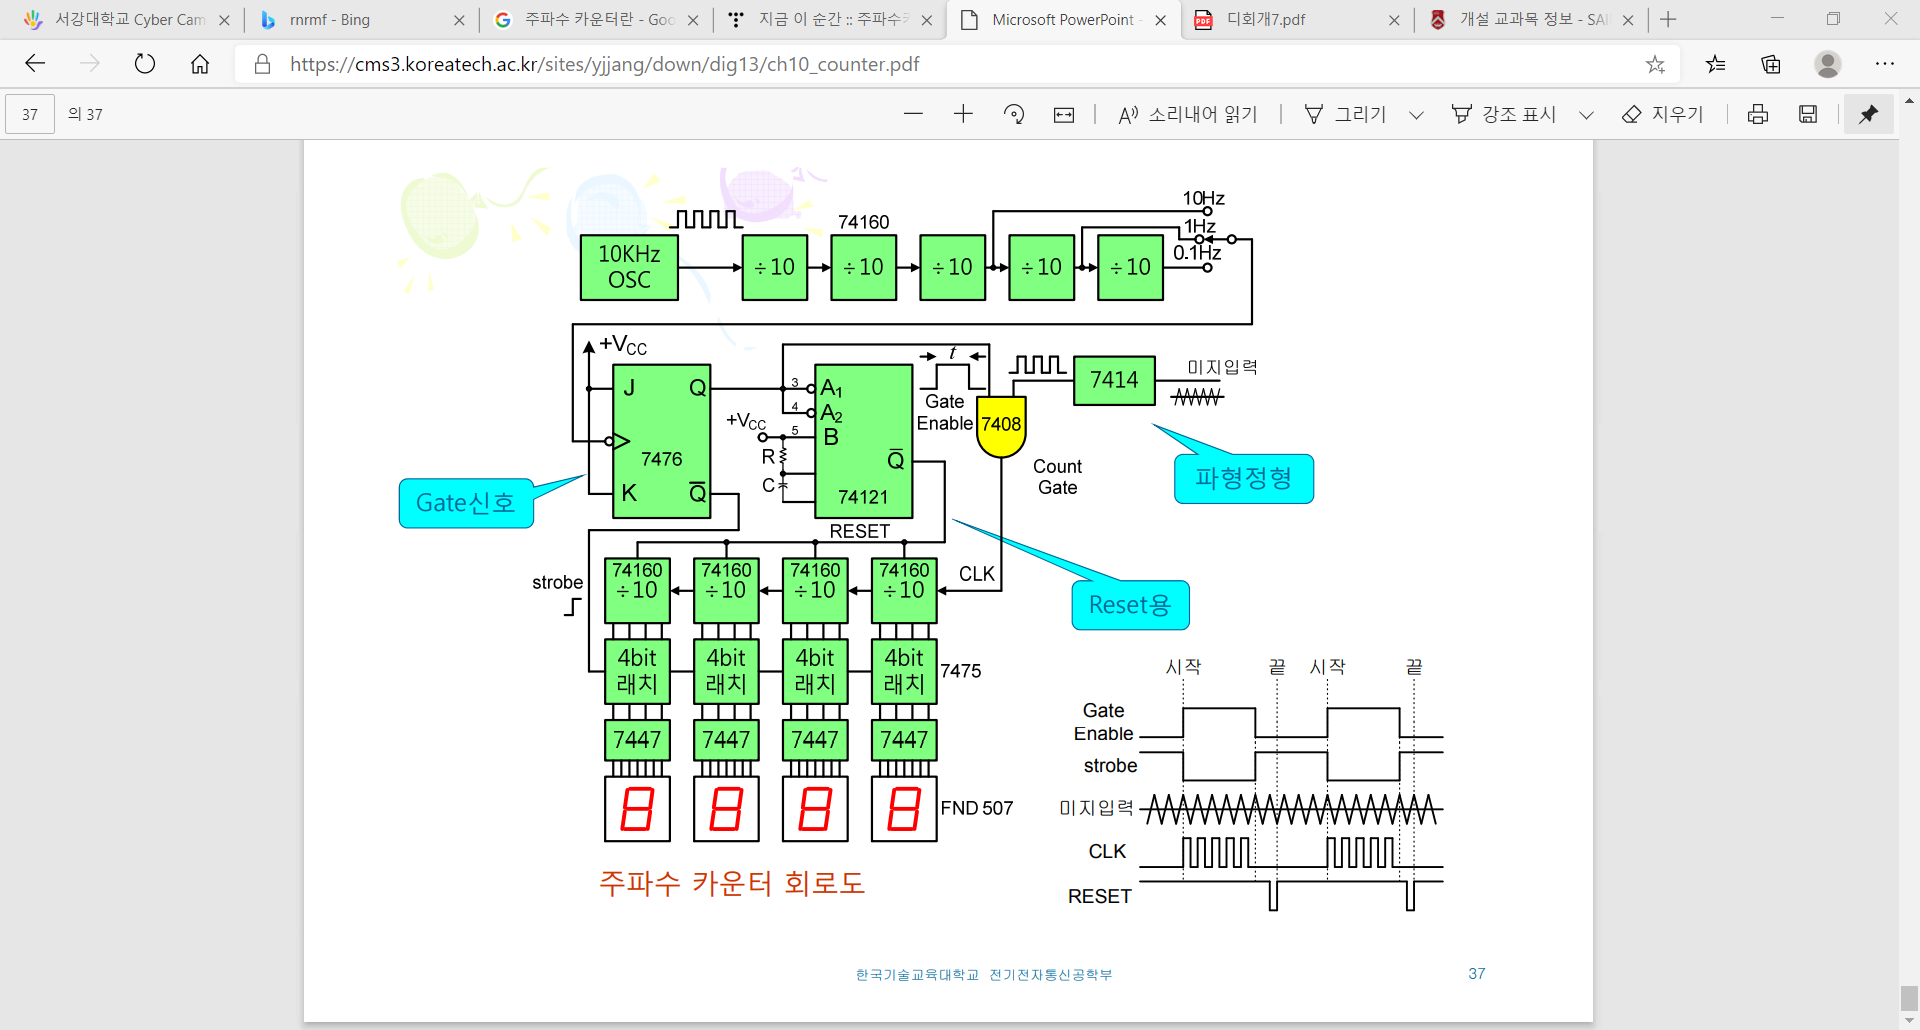 서강대학교 Cyber Cam
rnrmf - Bing
주파수 카운터란 - Goo
지금 이 순간 :: 주파수
Microsoft PowerPoint -
디회개7.pdf
개설 교과목 정보 - SAI
https://cms3.koreatech.ac.kr/sites/yjjang/down/dig13/ch10_counter.pdf
37
의 37
소리내어 읽기
그리기
강조 표시
지우기
10Hz
74160
1Hz
0.1Hz
10KHz
OSC
÷10
÷10
÷10
÷10
÷10
+VCC
t
미지입력
J
Q
3
A1
4
A2
Gate
Enable
7408
7414
+VCC
5
B
7476
R
Q̅
Count
Gate
파형정형
K
Q̅
C
74121
Gate신호
RESET
strobe
74160
÷10
74160
÷10
74160
÷10
74160
÷10
CLK
Reset용
4bit
래치
4bit
래치
4bit
래치
4bit
래치
7475
7447
7447
7447
7447
8
8
8
8
FND 507
시작
끝
시작
끝
Gate
Enable
strobe
미지입력
CLK
RESET
주파수 카운터 회로도
한국기술교육대학교 전기전자통신공학부
37